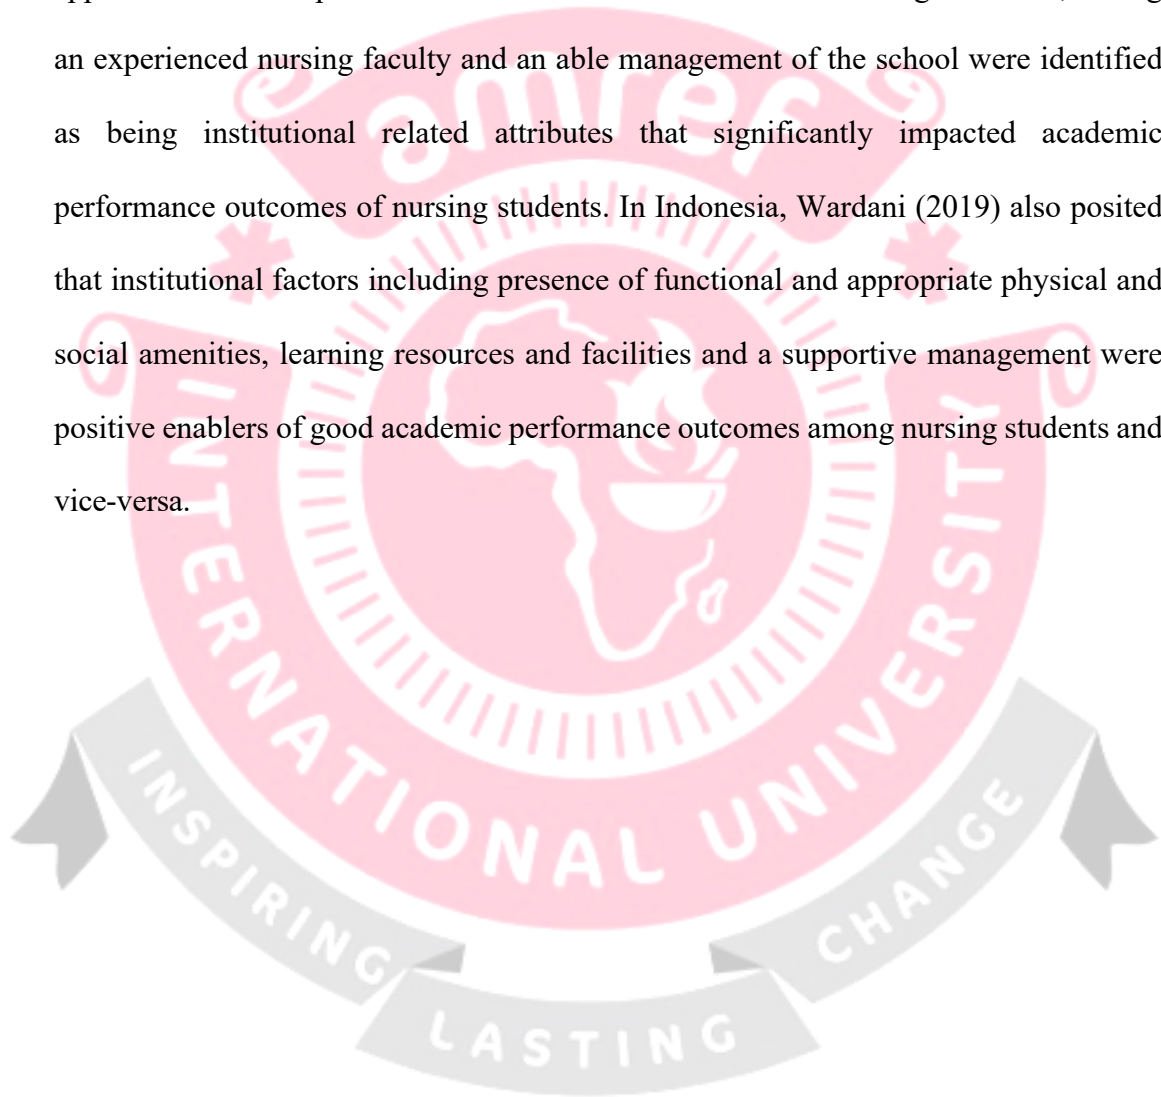 an experienced nursing faculty and an able management of the school were identified
as being institutional related attributes that significantly impacted academic
performance outcomes of nursing students. In Indonesia, Wardani (2019) also posited
that institutional factors including presence of functional and appropriate physical and
social amenities, learning resources and facilities and a supportive management were
positive enablers of good academic performance outcomes among nursing students and
vice-versa.
amref
INTERNATIONAL UNIVERSITY
INSPIRING
LASTING
CHANGE